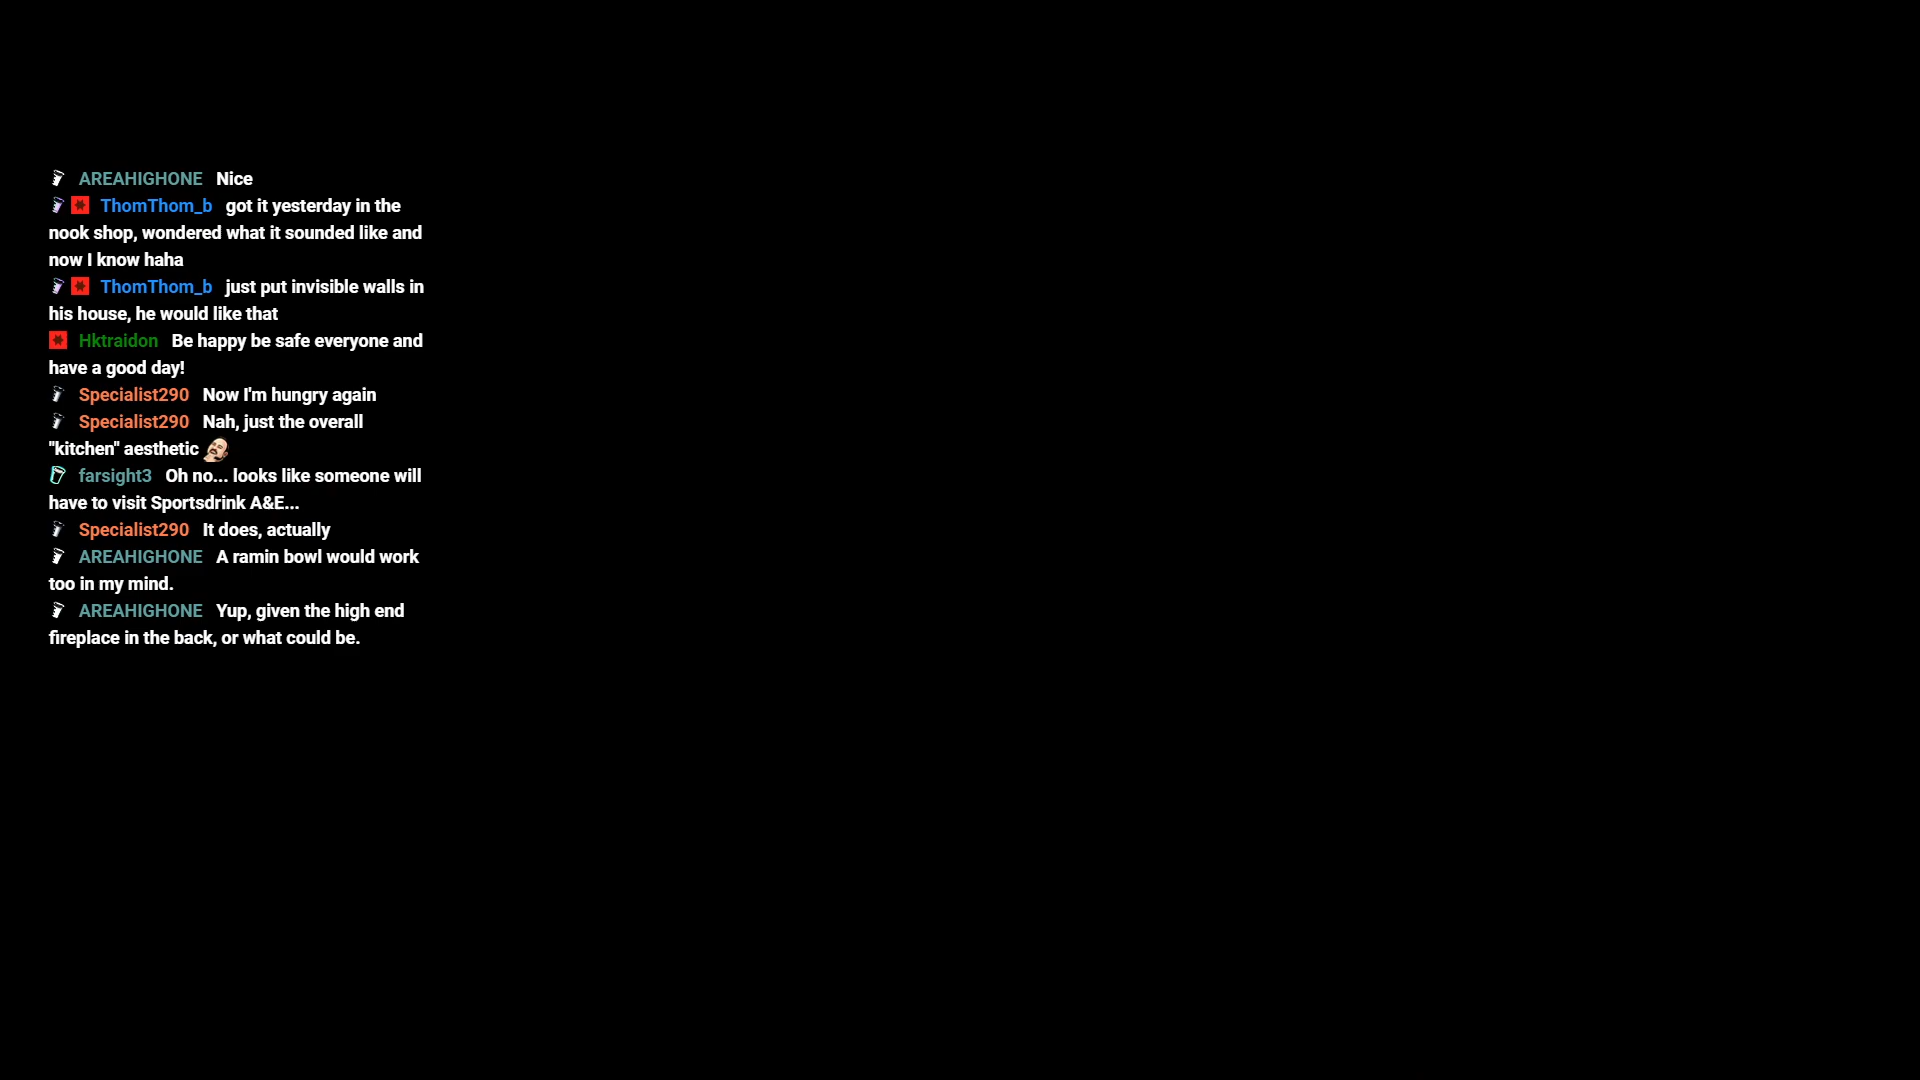 AREAHIGHONE Nice
ThomThom_b got it yesterday in the
nook shop, wondered what it sounded like and
now I know haha
ThomThom_b just put invisible walls in
his house, he would like that
Hktraidon Be happy be safe everyone and
have a good day!
Specialist290 Now I'm hungry again
Specialist290 Nah, just the overall
"kitchen" aesthetic
farsight3 Oh no... looks like someone will
have to visit Sportsdrink A&E...
Specialist290 It does, actually
AREAHIGHONE A ramin bowl would work
too in my mind.
AREAHIGHONE Yup, given the high end
fireplace in the back, or what could be.